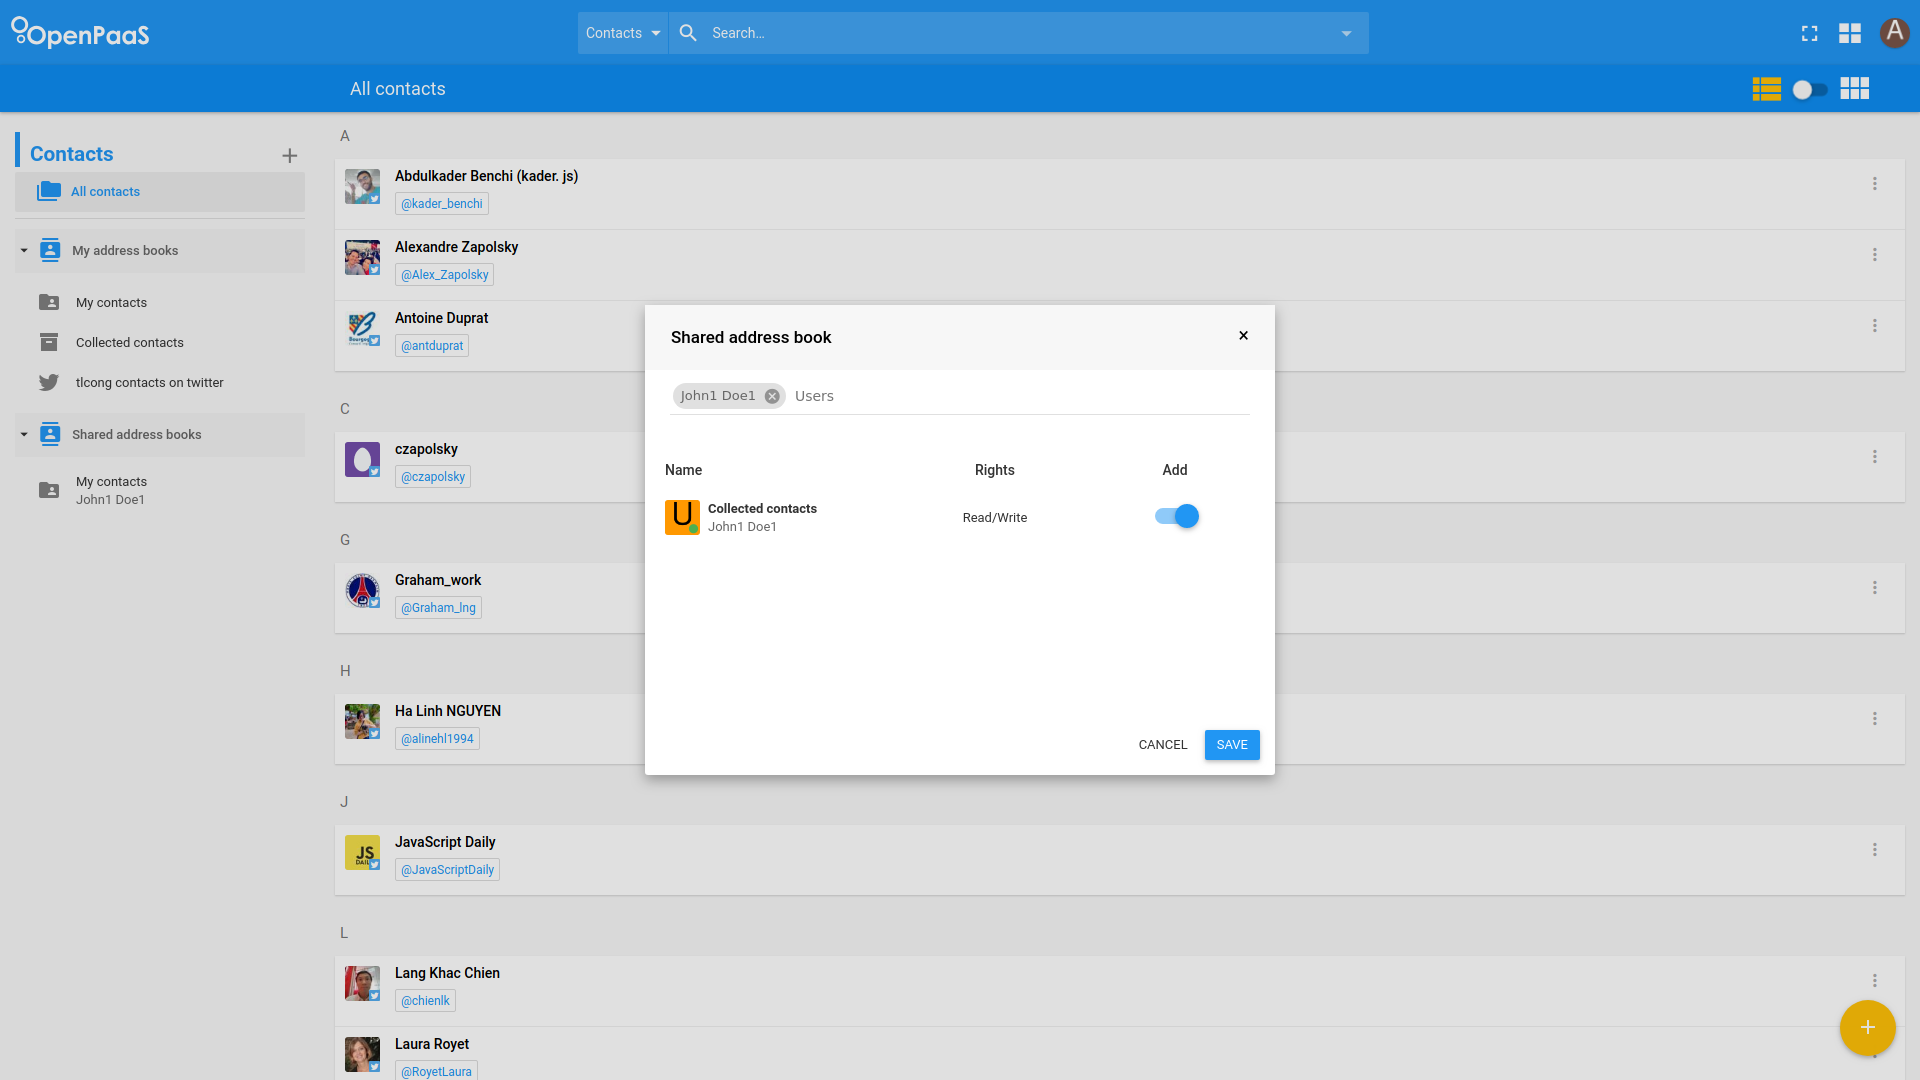 OpenPaaS
Contacts
Search...
A
All contacts
Contacts
All contacts
My address books
My contacts
Collected contacts
tlcong contacts on twitter
Shared address books
My contacts
John1 Doe1
A
Abdulkader Benchi (kader. js)
@kader_benchi
Alexandre Zapolsky
@Alex_Zapolsky
Antoine Duprat
@antduprat
C
czapolsky
@czapolsky
G
Graham_work
@Graham_lng
H
Ha Linh NGUYEN
@alinehl1994
J
JS
JavaScript Daily
@JavaScriptDaily
L
Lang Khac Chien
@chienlk
Laura Royet
@RoyetLaura
Shared address book
John1 Doe1
Users
Name Rights Add
U
Collected contacts
John1 Doe1
Read/Write
CANCEL
SAVE